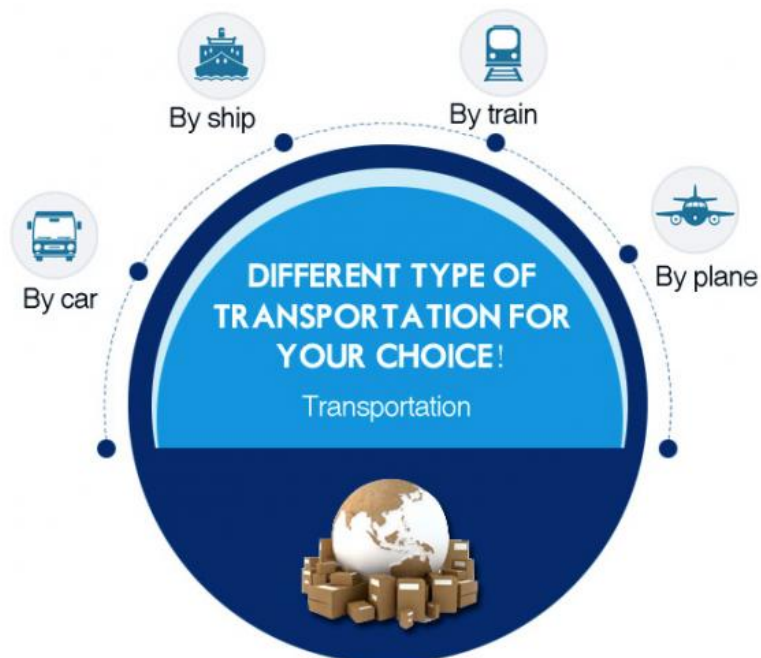 By ship
By train
By car
By plane
DIFFERENT TYPE OF
TRANSPORTATION FOR
YOUR CHOICE!
Transportation